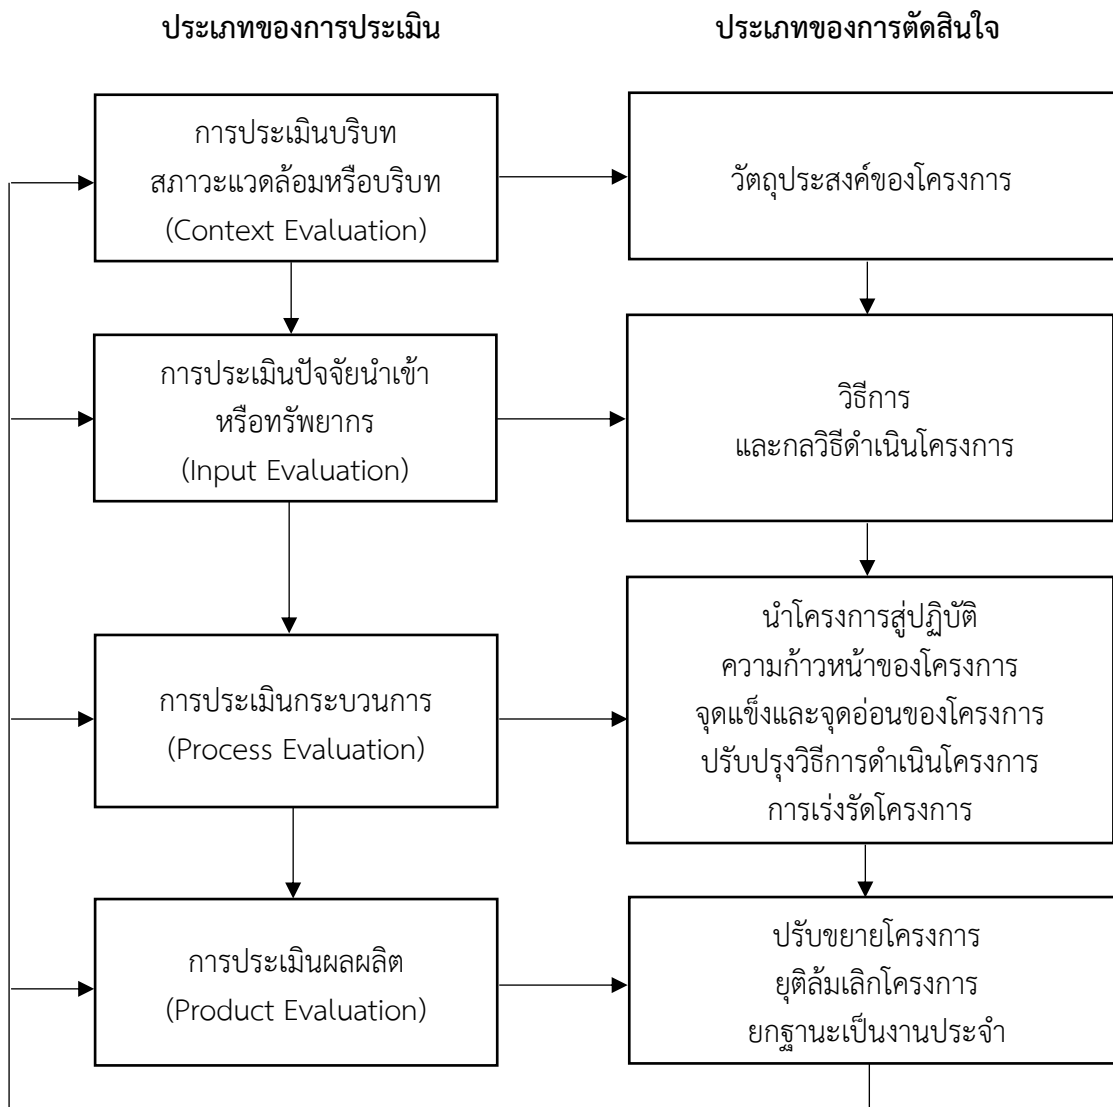 ประเภทของการประเมิน
ประเภทของการตัดสินใจ
การประเมินบริบท
สภาวะแวดล้อมหรือบริบท
(Context Evaluation)
วัตถุประสงค์ของโครงการ
การประเมินปัจจัยนำเข้า
หรือทรัพยากร
(Input Evaluation)
วิธีการ
และกลวิธีดำเนินโครงการ
การประเมินกระบวนการ
(Process Evaluation)
นำโครงการสู่ปฏิบัติ
ความก้าวหน้าของโครงการ
จุดแข็งและจุดอ่อนของโครงการ
ปรับปรุงวิธีการดำเนินโครงการ
การเร่งรัดโครงการ
การประเมินผลผลิต
(Product Evaluation)
ปรับขยายโครงการ
ยุติล้มเลิกโครงการ
ยกฐานะเป็นงานประจำ